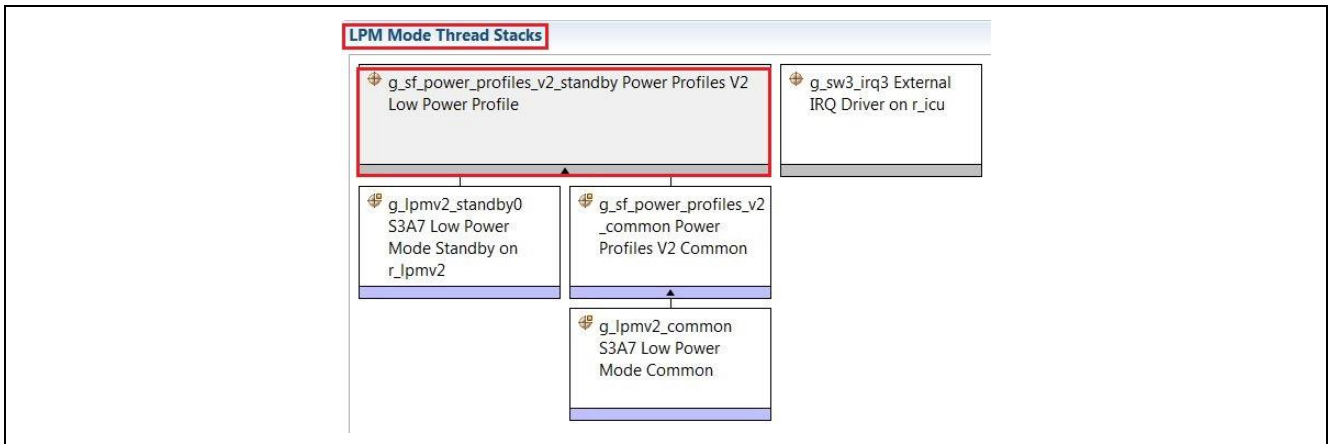 LPM Mode Thread Stacks
g_sf_power_profiles_v2_standby Power Profiles V2
Low Power Profile
g_sw3_irq3 External
IRQ Driver on r_icu
g_lpmv2_standby0
S3A7 Low Power
Mode Standby on
r_lpmv2
g_sf_power_profiles_v2
_common Power
Profiles V2 Common
g_lpmv2_common
S3A7 Low Power
Mode Common